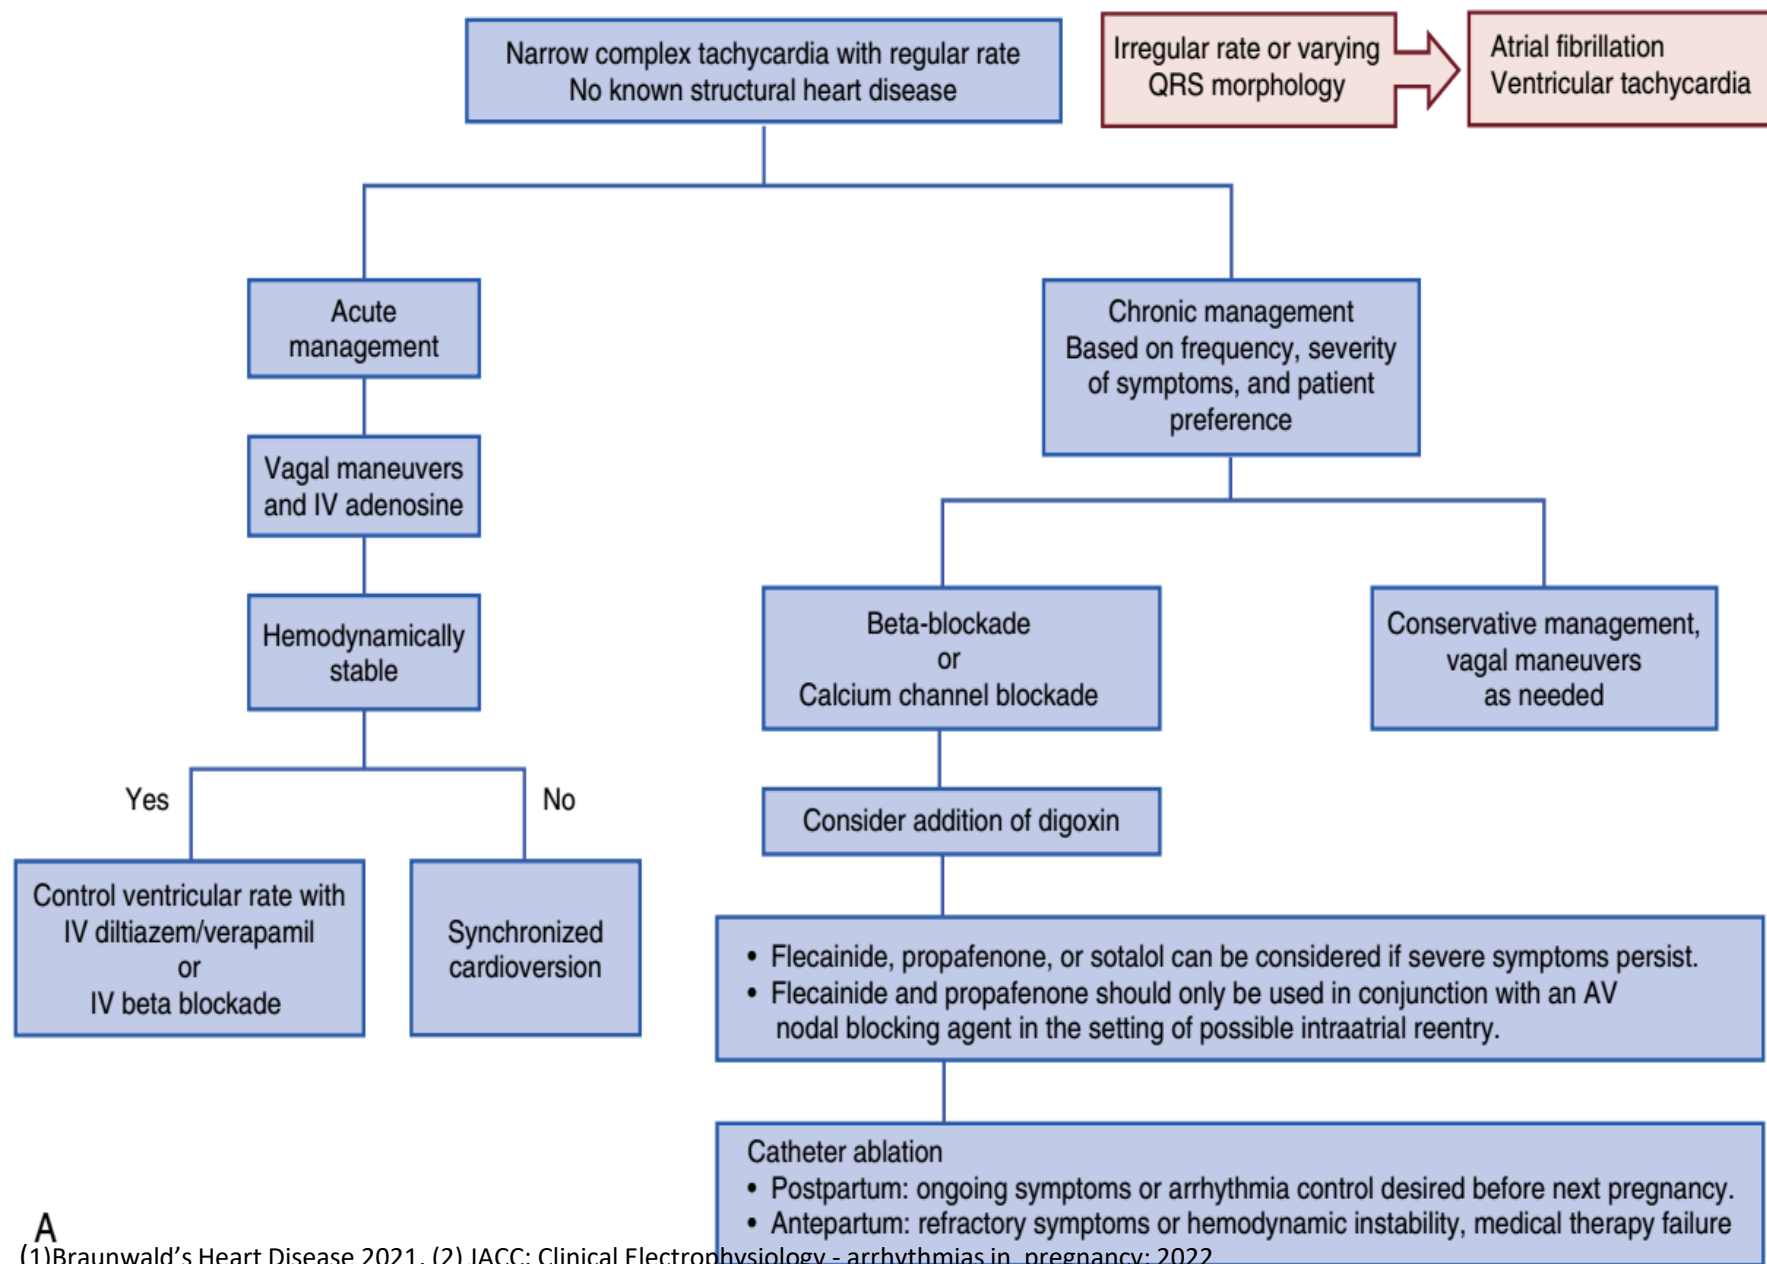 Narrow complex tachycardia with regular rate
No known structural heart disease
Irregular rate or varying
QRS morphology
Atrial fibrillation
Ventricular tachycardia
Acute
management
Chronic management
Based on frequency, severity
of symptoms, and patient
preference
Vagal maneuvers
and IV adenosine
Hemodynamically
stable
Beta-blockade
or
Calcium channel blockade
Conservative management,
vagal maneuvers
as needed
Yes
No
Consider addition of digoxin
Control ventricular rate with
IV diltiazem/verapamil
or
IV beta blockade
Synchronized
cardioversion
• Flecainide, propafenone, or sotalol can be considered if severe symptoms persist.
• Flecainide and propafenone should only be used in conjunction with an AV
nodal blocking agent in the setting of possible intraatrial reentry.
Catheter ablation
• Postpartum: ongoing symptoms or arrhythmia control desired before next pregnancy.
• Antepartum: refractory symptoms or hemodynamic instability, medical therapy failure
A
(1)Braunwald’s Heart Disease 2021, (2) JACC: Clinical Electrophysiology - arrhythmias in pregnancy: 2022